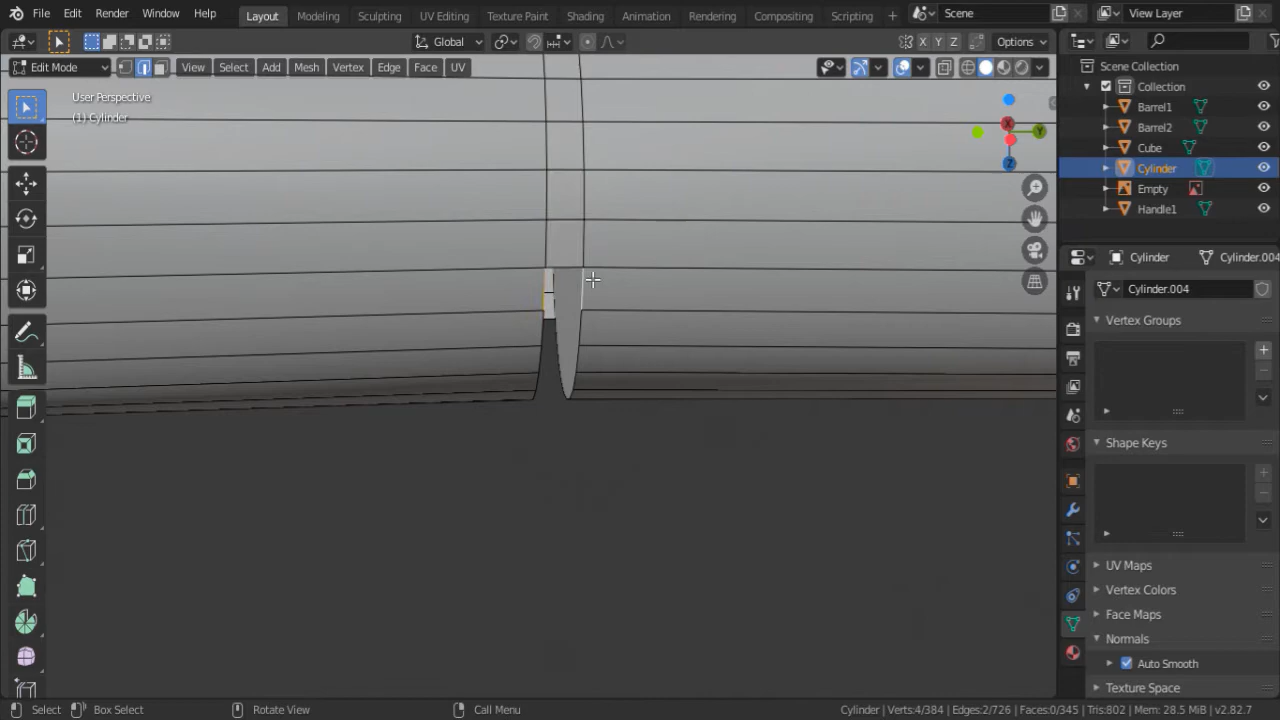 File Edit Render Window Help Layout Modeling Sculpting UV Editing Texture Paint Shading Animation Rendering Compositing Scripting + Scene View Layer
Global X Y Z Options
Edit Mode View Select Add Mesh Vertex Edge Face UV
User Perspective
(1) Cylinder
X
Y
Z
Scene Collection
Collection
Barrel1
Barrel2
Cube
Cylinder
Empty
Handle1
Cylinder Cylinder.004
Cylinder.004
Vertex Groups
Shape Keys
UV Maps
Vertex Colors
Face Maps
Normals
Auto Smooth
Texture Space
Select Box Select Rotate View Call Menu Cylinder | Verts:4/384 | Edges:2/726 | Faces:0/345 | Tris:802 | Mem: 28.5 MiB | v2.82.7